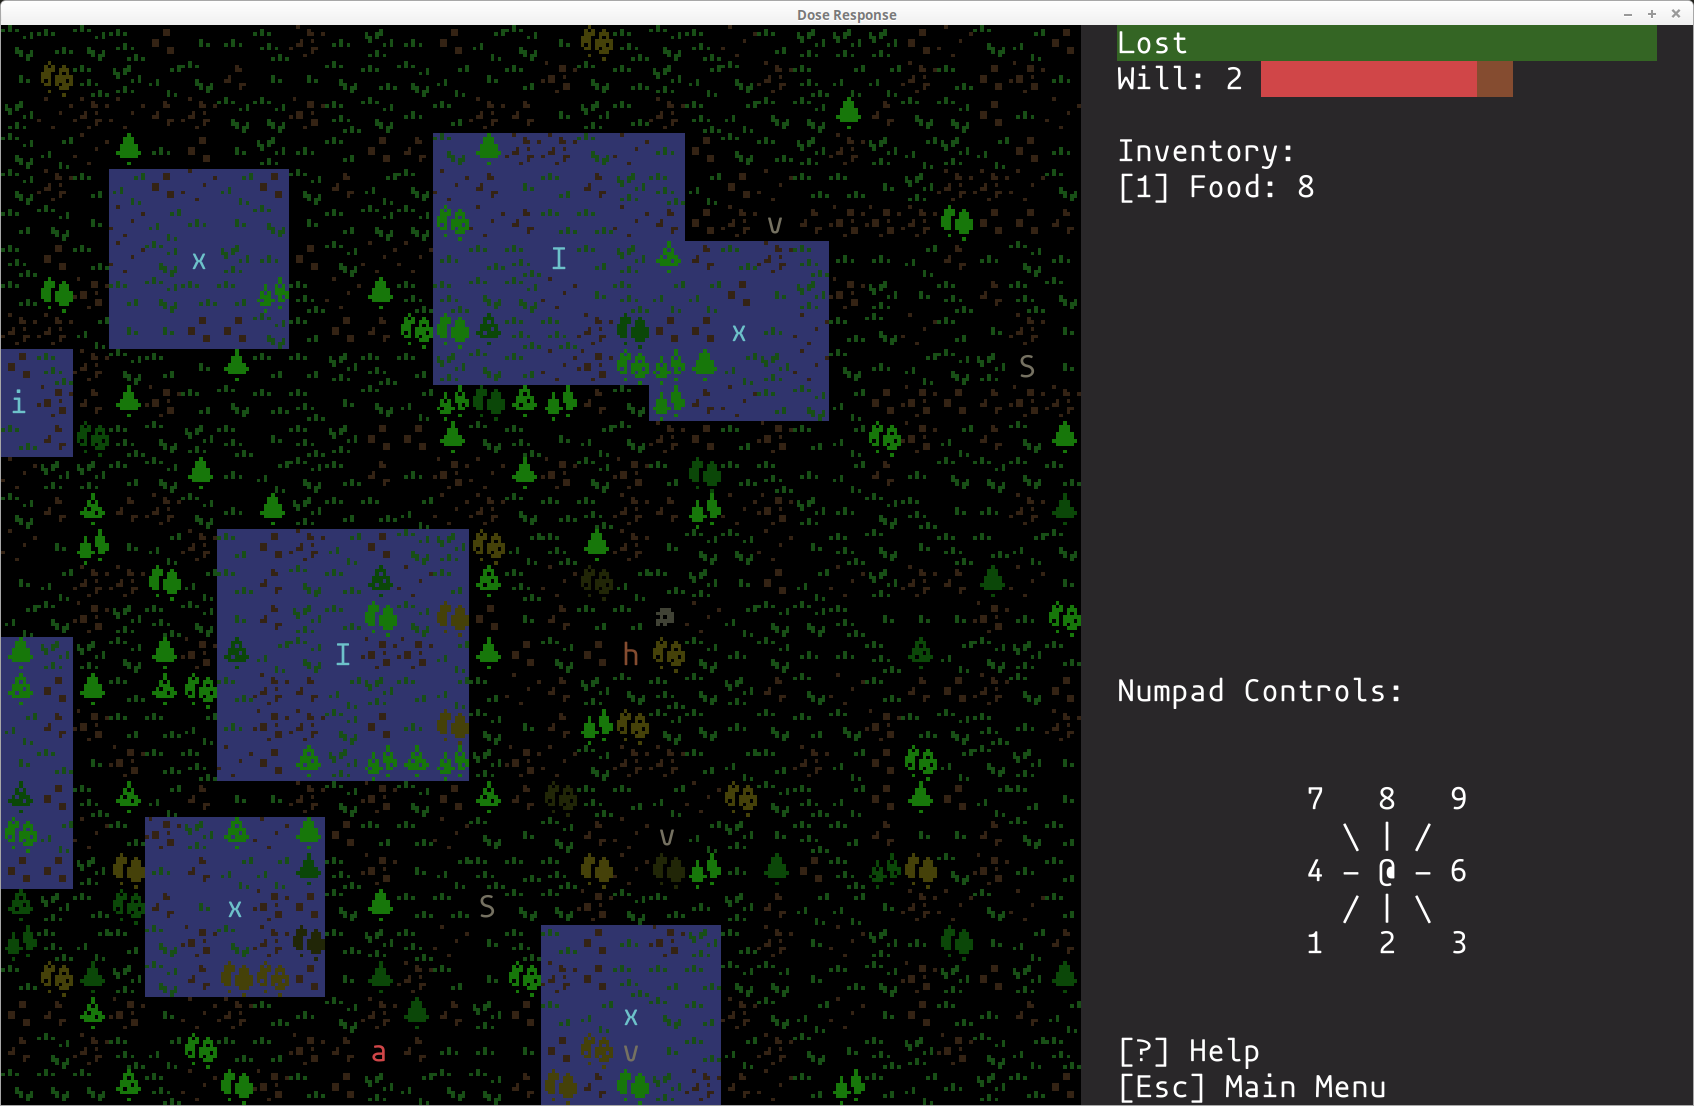 Dose Response
Lost
Will: 2
Inventory:
[1] Food: 8
v
I
x
x
S
i
h
I
v
x
S
x
a
v
Numpad Controls:
7 8 9
\ | /
4 - @ - 6
/ | \
1 2 3
[?] Help
[Esc] Main Menu